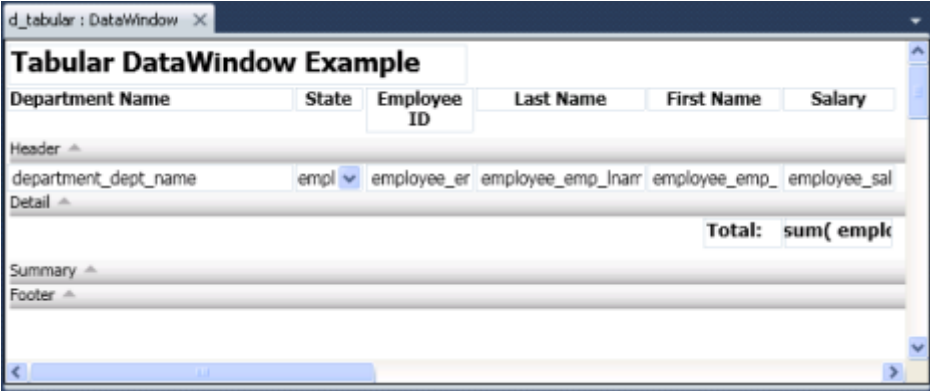 d_tabular : DataWindow
Tabular DataWindow Example
Department Name State Employee ID Last Name First Name Salary
Header
department_dept_name empl employee_er employee_emp_lnam employee_emp_ employee_sal
Detail
Total: sum( emplo
Summary
Footer